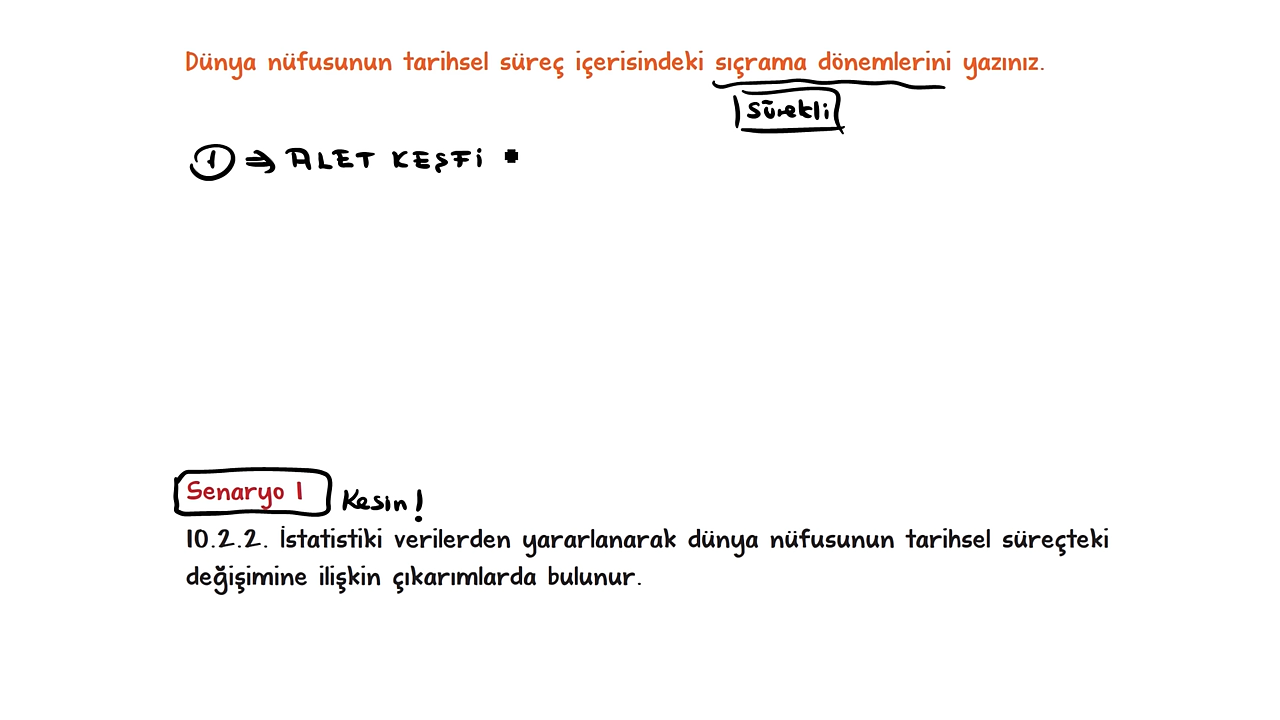 Dünya nüfusunun tarihsel süreç içerisindeki sıçrama dönemlerini yazınız.
Sürekli
1 ⇒ ALET KEŞFİ
Senaryo 1 Kesin!
10.2.2. İstatistiki verilerden yararlanarak dünya nüfusunun tarihsel süreçteki
değişimine ilişkin çıkarımlarda bulunur.